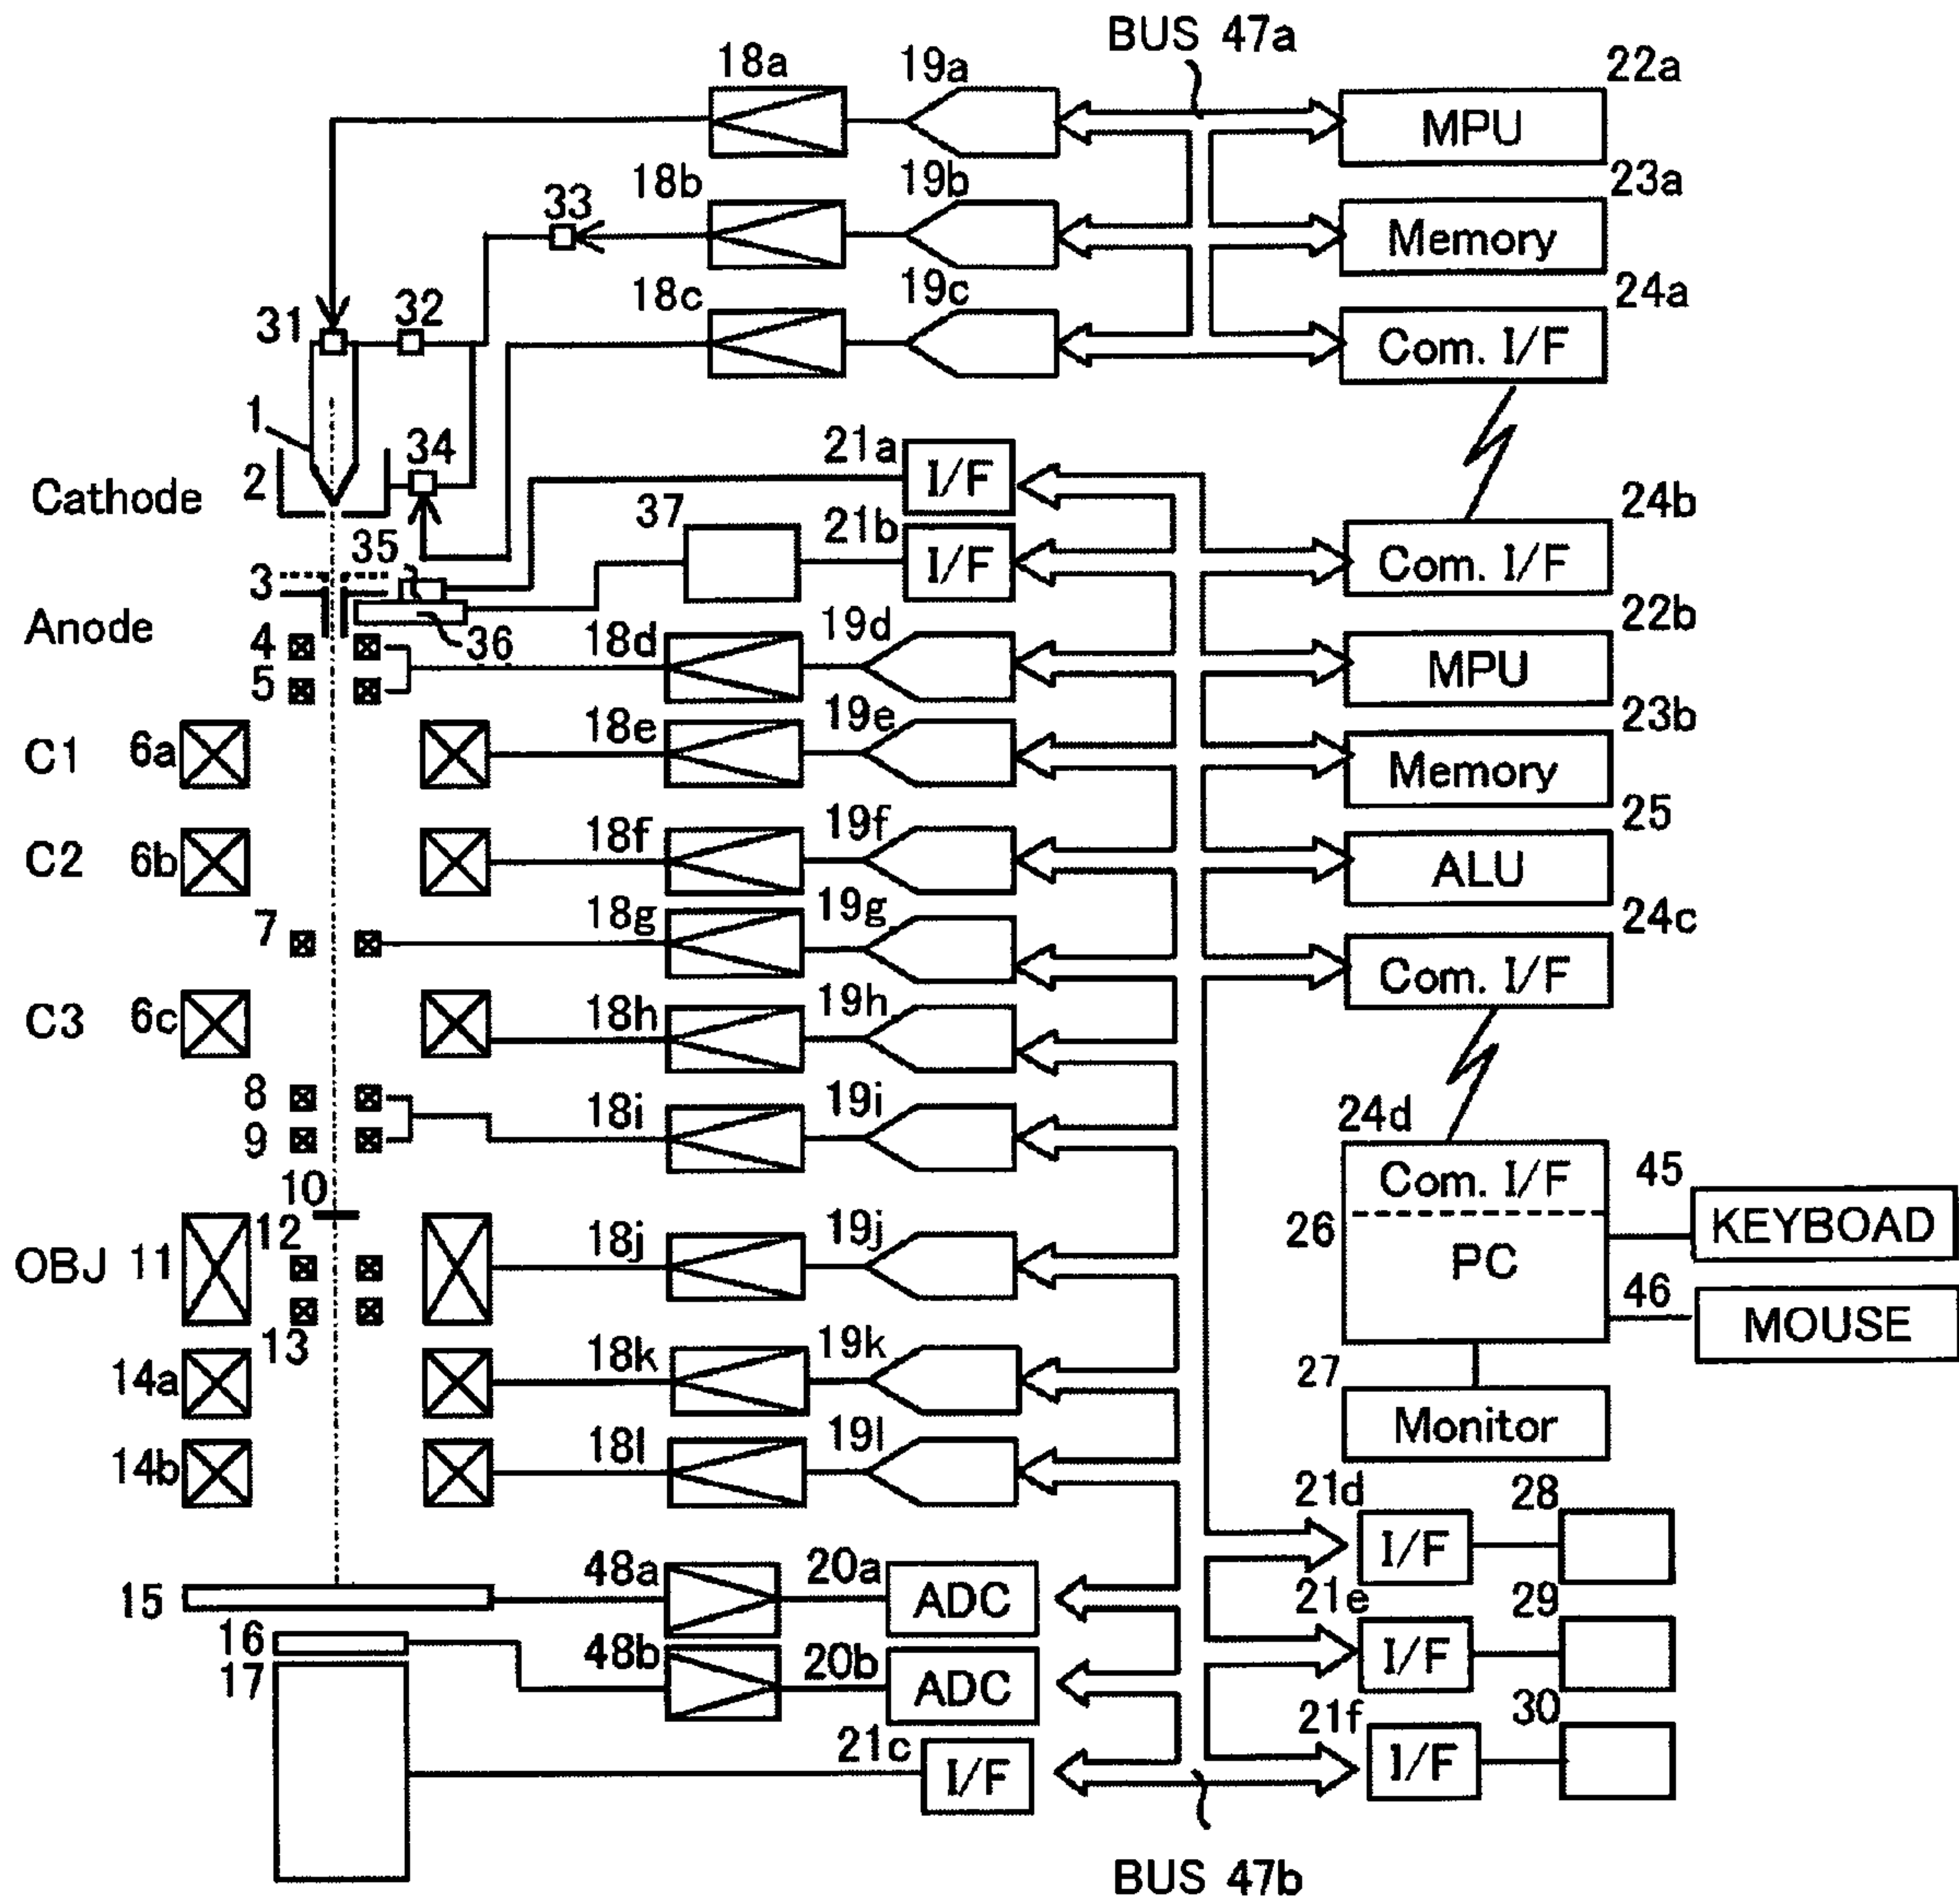 BUS 47a
18a 19a 22a
MPU
33 18b 19b 23a
Memory
31 32 18c 19c 24a
Com. I/F
1 34 21a
Cathode 2 I/F
35 37 21b 24b
3 I/F Com. I/F
Anode 4 36 18d 19d 22b
5 MPU
C1 6a 18e 19e 23b
Memory
C2 6b 18f 19f 25
ALU
7 18g 19g 24c
Com. I/F
C3 6c 18h 19h
8 18i 19i 24d
9 Com. I/F 45
10 KEYBOAD
OBJ 11 12 18j 19j 26 PC
46
MOUSE
13 18k 19k 27
14a Monitor
14b 18l 19l 21d 28
I/F
15 48a 20a ADC 21e 29
16 I/F
17 48b 20b ADC 21f 30
21c I/F I/F
BUS 47b